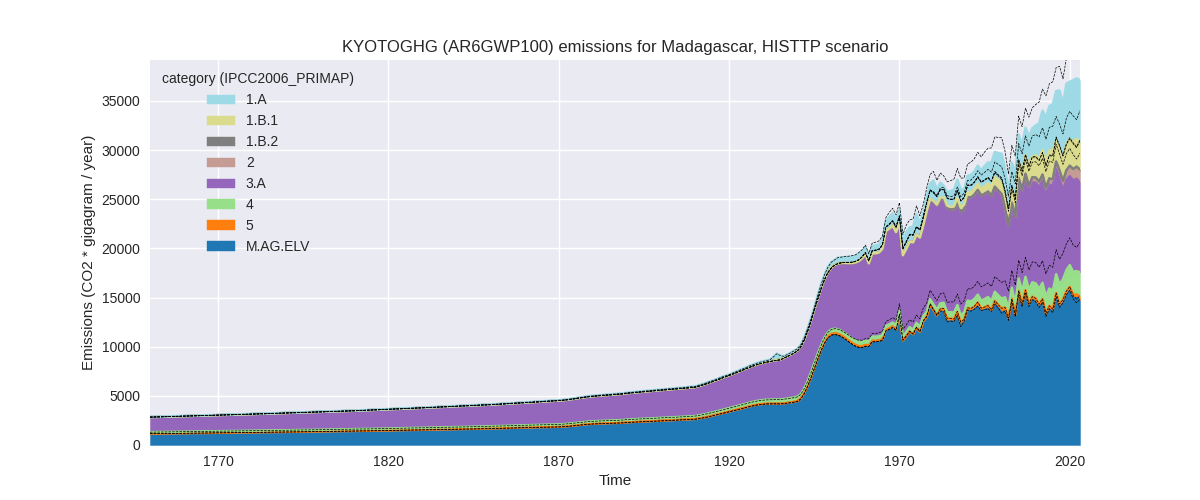 KYOTOGHG (AR6GWP100) emissions for Madagascar, HISTTP scenario
category (IPCC2006_PRIMAP)
1.A
1.B.1
1.B.2
2
3.A
4
5
M.AG.ELV
Emissions (CO2 * gigagram / year)
35000
30000
25000
20000
15000
10000
5000
0
1770
1820
1870
1920
1970
2020
Time